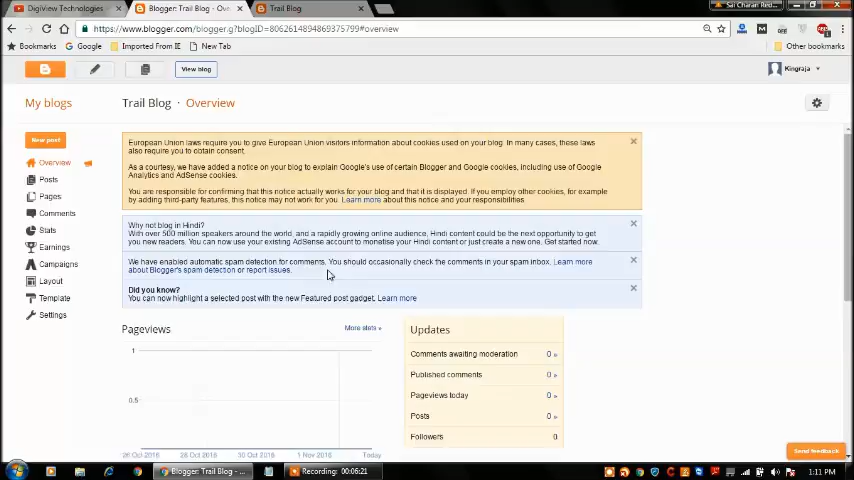 DigiView Technologies
Blogger: Trail Blog - Ove
Trail Blog
Sai Charan Red...
https://www.blogger.com/blogger.g?blogID=8062614894869375799#overview
Bookmarks
Google
Imported From IE
New Tab
Other bookmarks
View blog
Kingraja
My blogs
Trail Blog · Overview
New post
Overview
Posts
Pages
Comments
Stats
Earnings
Campaigns
Layout
Template
Settings
European Union laws require you to give European Union visitors information about cookies used on your blog. In many cases, these laws
also require you to obtain consent.
As a courtesy, we have added a notice on your blog to explain Google's use of certain Blogger and Google cookies, including use of Google
Analytics and AdSense cookies.
You are responsible for confirming that this notice actually works for your blog and that it is displayed. If you employ other cookies, for example
by adding third-party features, this notice may not work for you. Learn more about this notice and your responsibilities.
Why not blog in Hindi?
With over 500 million speakers around the world, and a rapidly growing online audience, Hindi content could be the next opportunity to get
you new readers. You can now use your existing AdSense account to monetise your Hindi content or just create a new one. Get started now.
We have enabled automatic spam detection for comments. You should occasionally check the comments in your spam inbox. Learn more
about Blogger's spam detection or report issues.
Did you know?
You can now highlight a selected post with the new Featured post gadget. Learn more
Pageviews
More stats »
1
0.5
26 Oct 2016
28 Oct 2016
30 Oct 2016
1 Nov 2016
Today
Updates
Comments awaiting moderation 0 »
Published comments 0 »
Pageviews today 0 »
Posts 0 »
Followers 0
Send feedback
Blogger: Trail Blog - ...
Recording: 00:06:21
1:11 PM